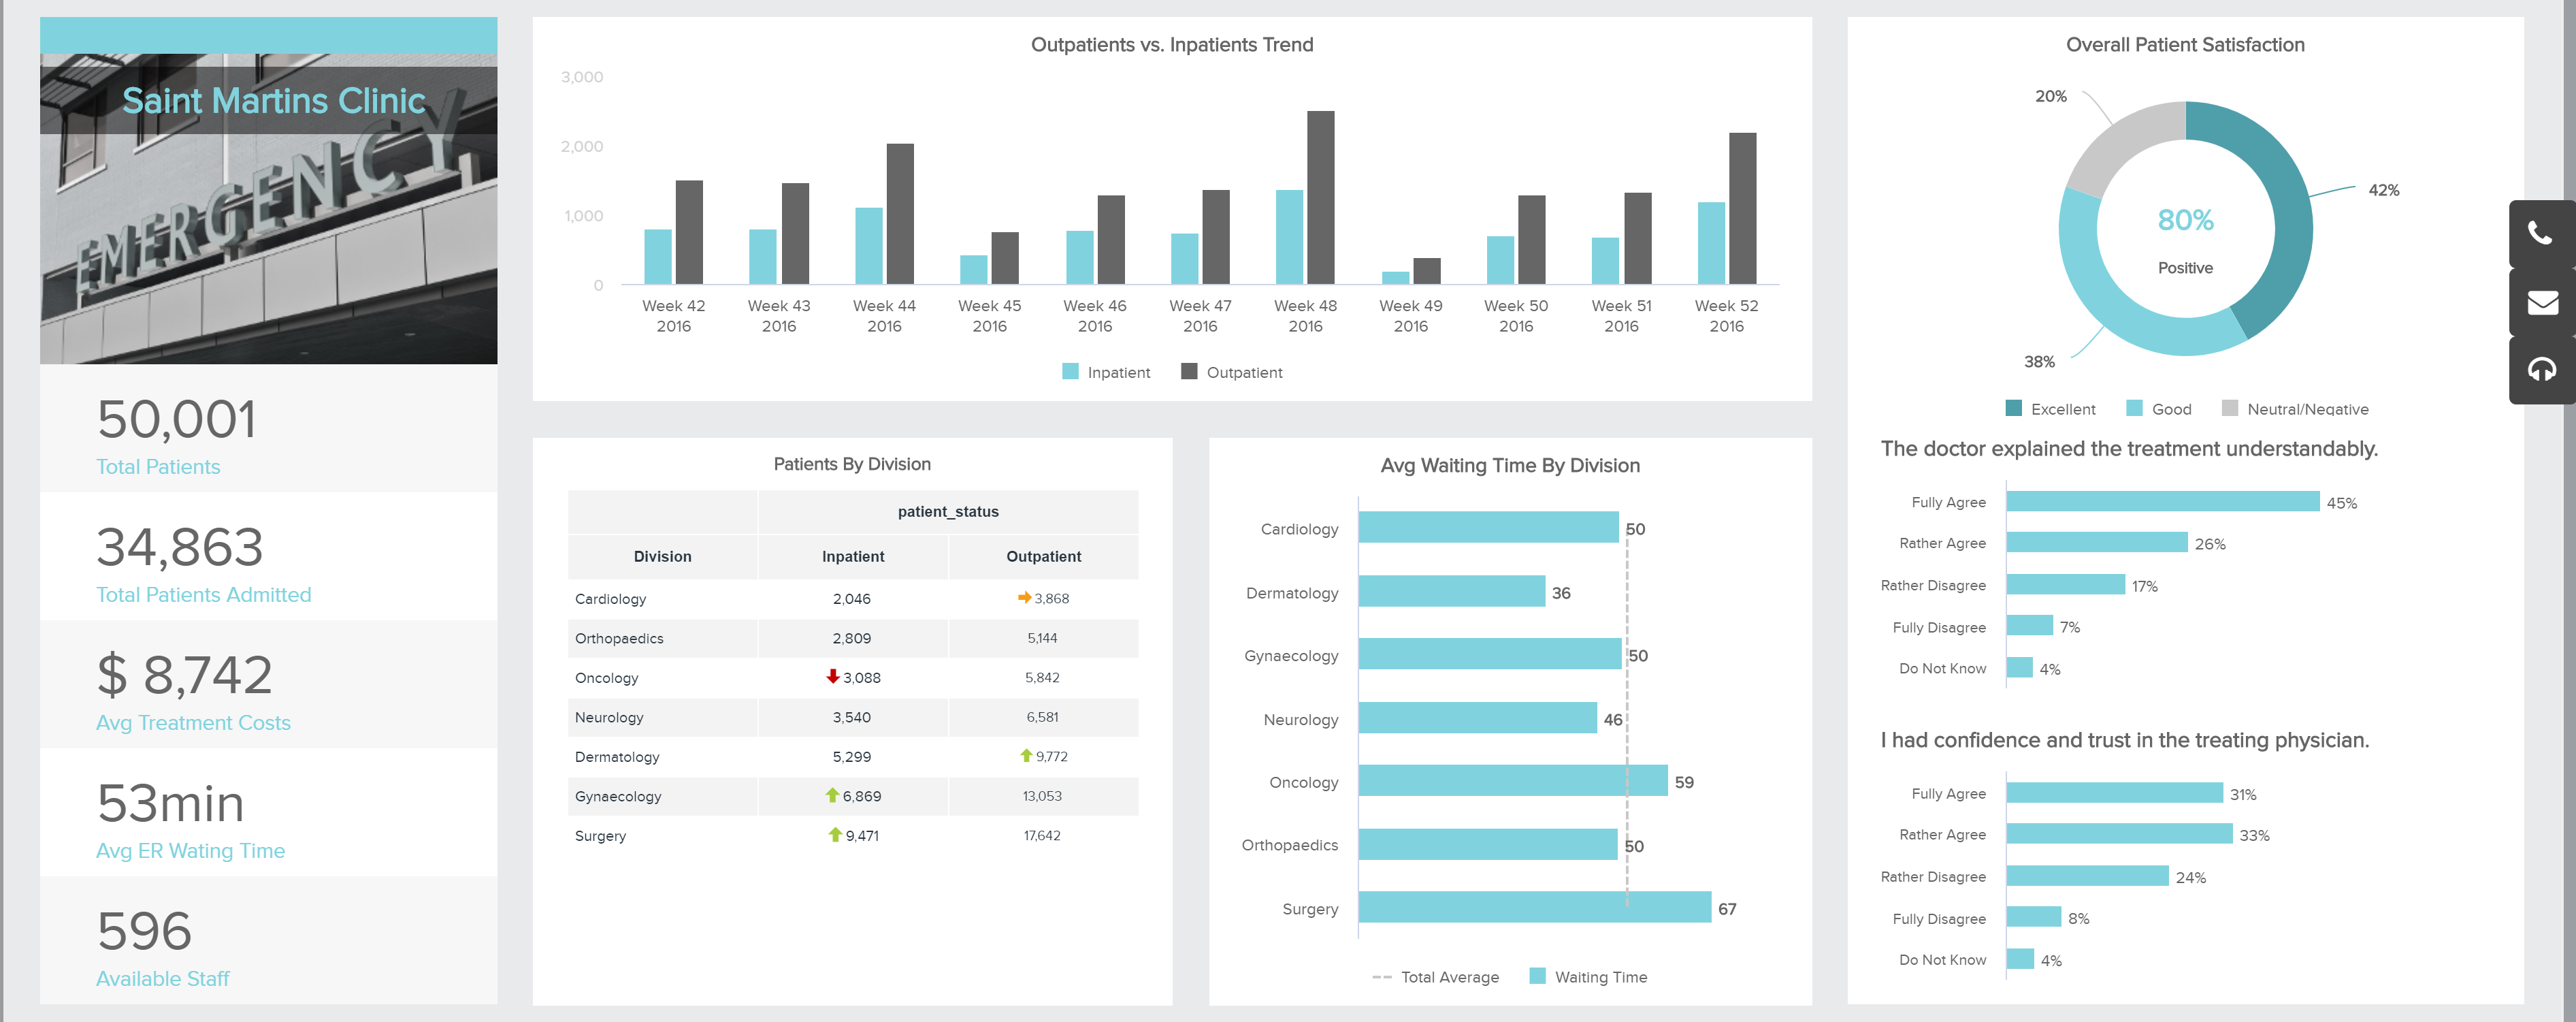 Saint Martins Clinic
EMERGENCY
50,001
Total Patients
34,863
Total Patients Admitted
$ 8,742
Avg Treatment Costs
53min
Avg ER Wating Time
596
Available Staff
Outpatients vs. Inpatients Trend
3,000
2,000
1,000
0
Week 42 Week 43 Week 44 Week 45 Week 46 Week 47 Week 48 Week 49 Week 50 Week 51 Week 52
2016 2016 2016 2016 2016 2016 2016 2016 2016 2016 2016
Inpatient Outpatient
Patients By Division
patient_status
Division Inpatient Outpatient
Cardiology 2,046 3,868
Orthopaedics 2,809 5,144
Oncology 3,088 5,842
Neurology 3,540 6,581
Dermatology 5,299 9,772
Gynaecology 6,869 13,053
Surgery 9,471 17,642
Avg Waiting Time By Division
Cardiology 50
Dermatology 36
Gynaecology 50
Neurology 46
Oncology 59
Orthopaedics 50
Surgery 67
Total Average Waiting Time
Overall Patient Satisfaction
20%
42%
80%
Positive
38%
Excellent Good Neutral/Negative
The doctor explained the treatment understandably.
Fully Agree 45%
Rather Agree 26%
Rather Disagree 17%
Fully Disagree 7%
Do Not Know 4%
I had confidence and trust in the treating physician.
Fully Agree 31%
Rather Agree 33%
Rather Disagree 24%
Fully Disagree 8%
Do Not Know 4%